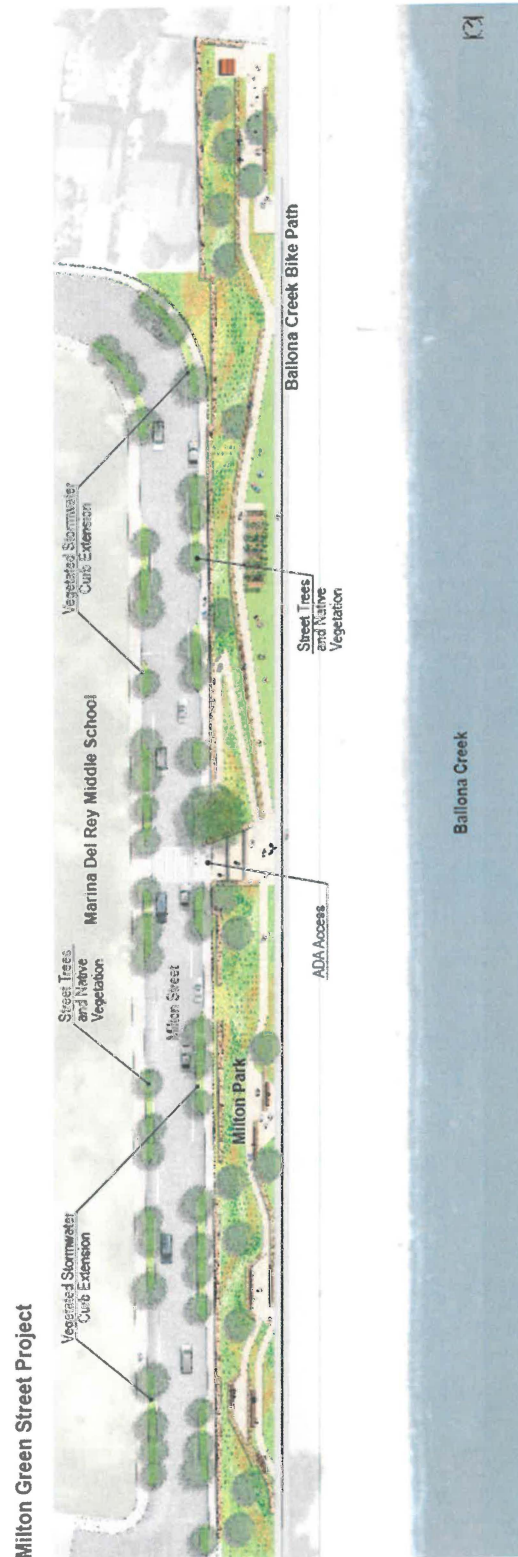 Milton Green Street Project
Vegetated Stormwater
Curb Extension
Street Trees
and Native
Vegetation
Marina Del Rey Middle School
Vegetated Stormwater
Curb Extension
Milton Street
Milton Park
Ballona Creek Bike Path
Street Trees
and Native
Vegetation
ADA Access
Ballona Creek